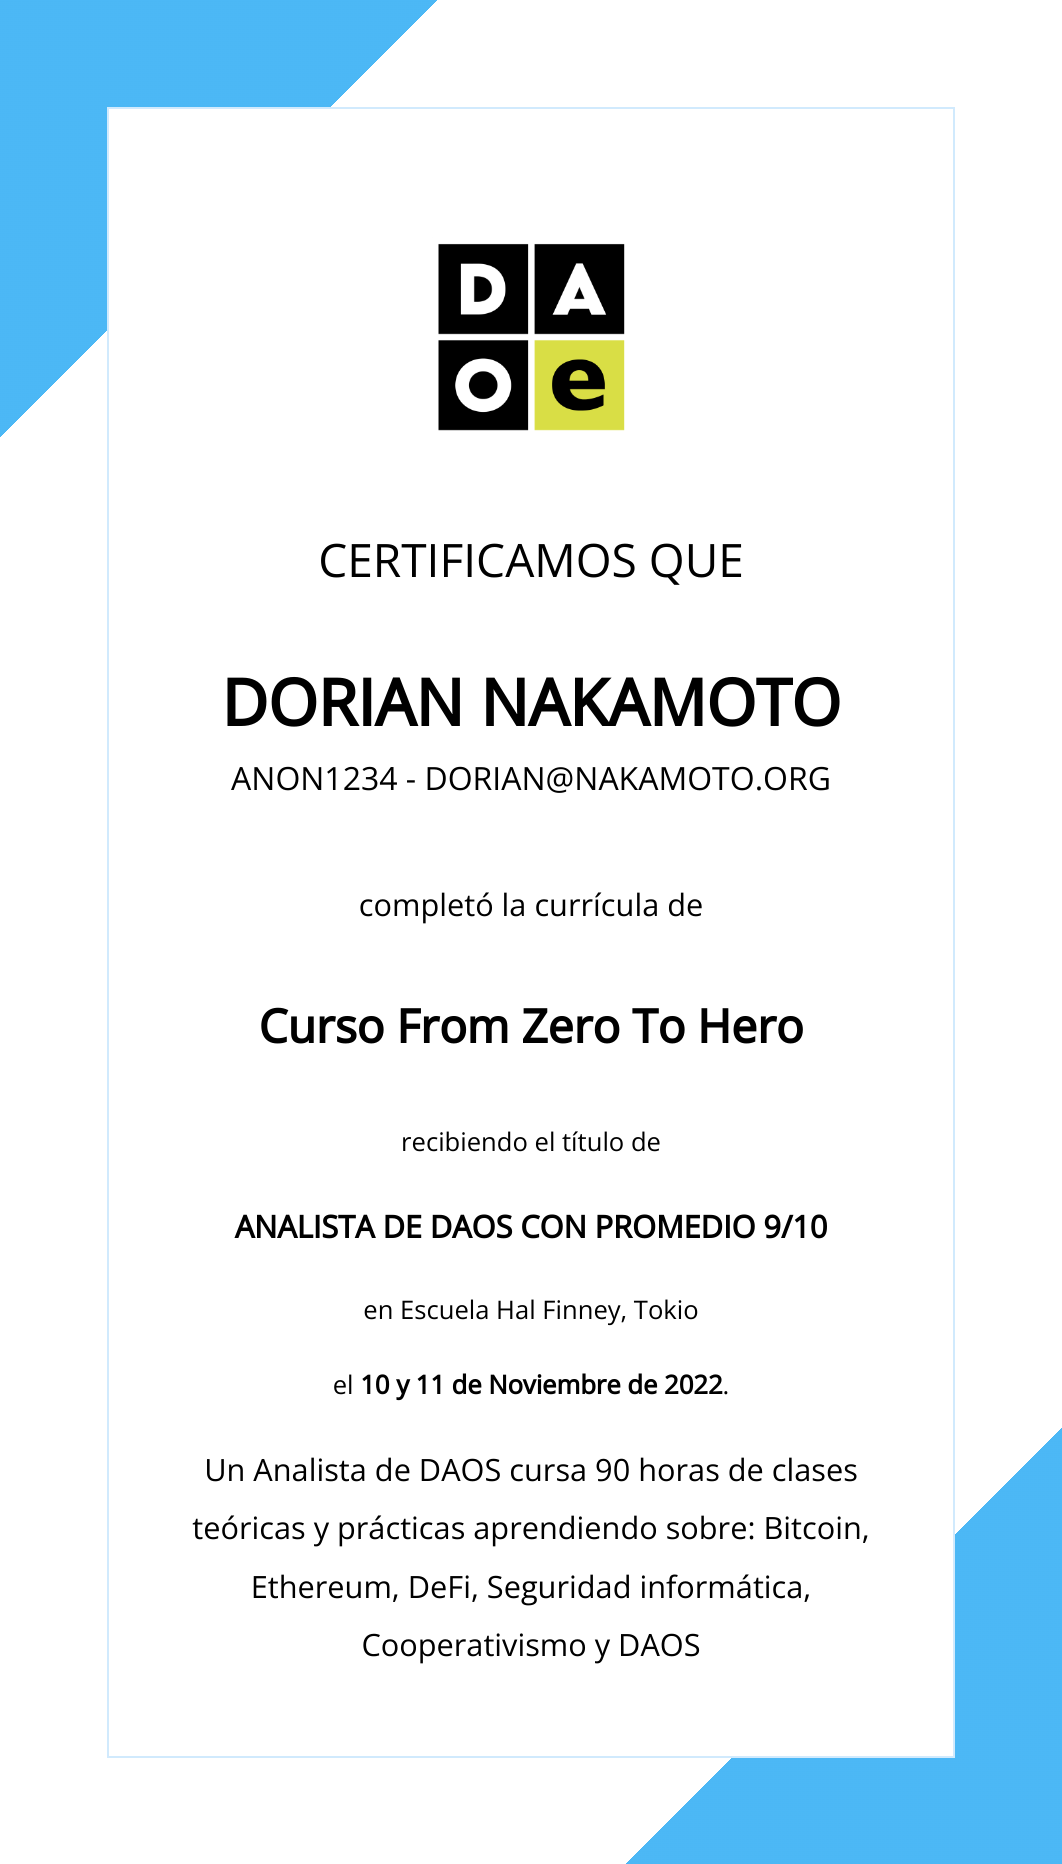 DA
Oe
CERTIFICAMOS QUE
DORIAN NAKAMOTO
ANON1234 - DORIAN@NAKAMOTO.ORG
completó la currícula de
Curso From Zero To Hero
recibiendo el título de
ANALISTA DE DAOS CON PROMEDIO 9/10
en Escuela Hal Finney, Tokio
el 10 y 11 de Noviembre de 2022.
Un Analista de DAOS cursa 90 horas de clases
teóricas y prácticas aprendiendo sobre: Bitcoin,
Ethereum, DeFi, Seguridad informática,
Cooperativismo y DAOS